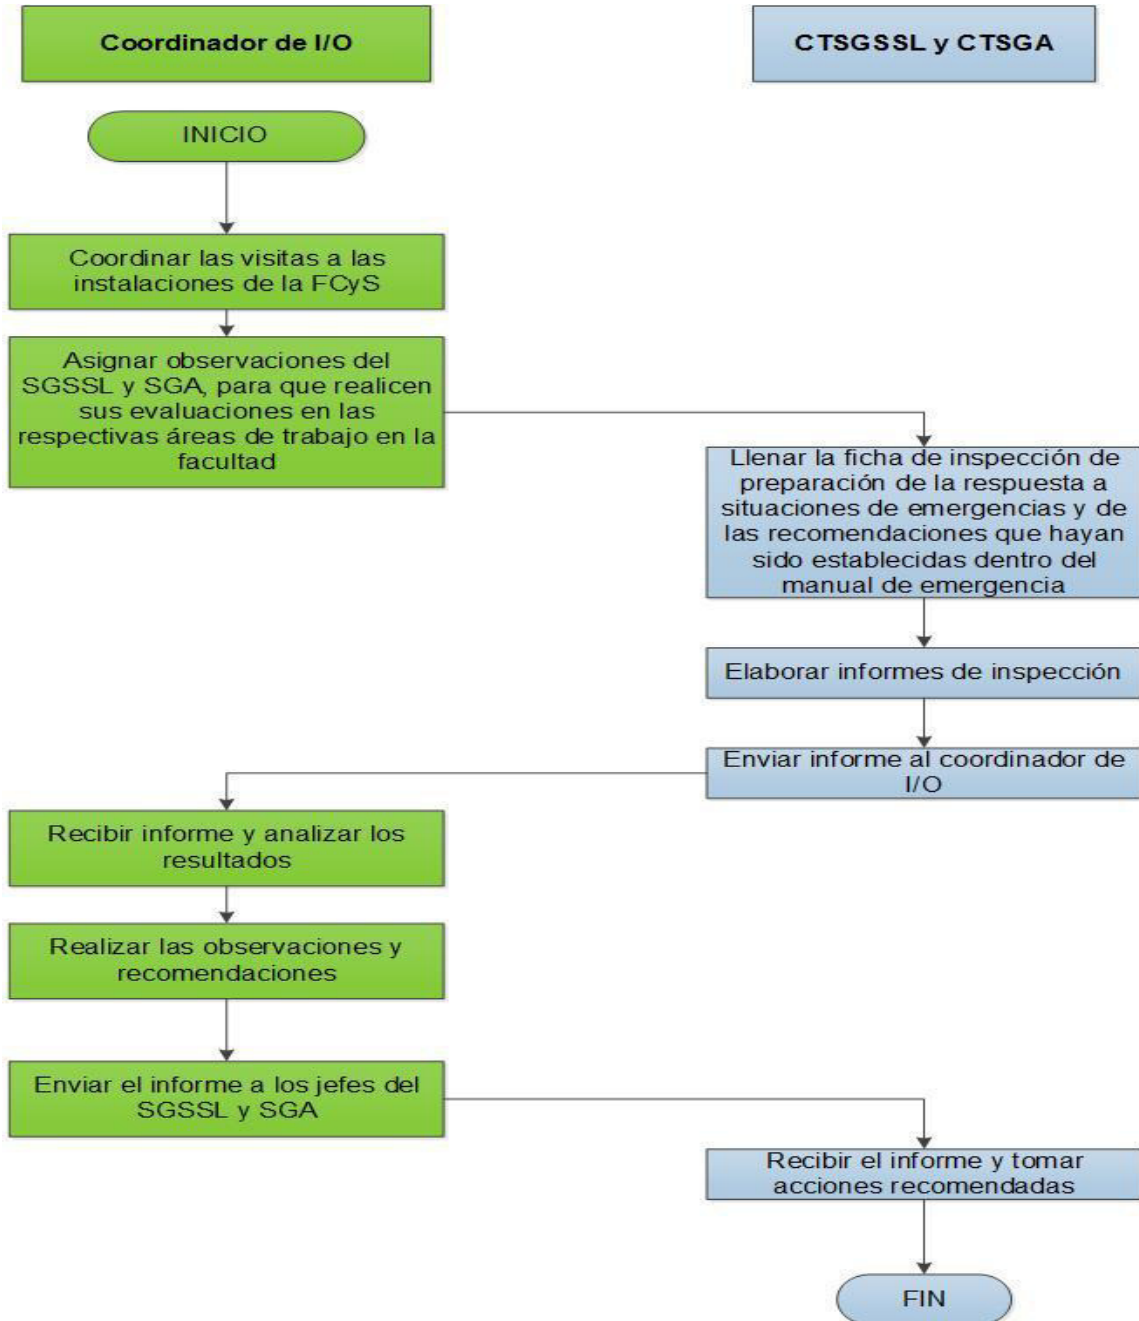 Coordinador de I/O
CTSGSSL y CTSGA
INICIO
Coordinar las visitas a las
instalaciones de la FCyS
Asignar observaciones del
SGSSL y SGA, para que realicen
sus evaluaciones en las
respectivas áreas de trabajo en la
facultad
Llenar la ficha de inspección de
preparación de la respuesta a
situaciones de emergencias y de
las recomendaciones que hayan
sido establecidas dentro del
manual de emergencia
Elaborar informes de inspección
Enviar informe al coordinador de
I/O
Recibir informe y analizar los
resultados
Realizar las observaciones y
recomendaciones
Enviar el informe a los jefes del
SGSSL y SGA
Recibir el informe y tomar
acciones recomendadas
FIN